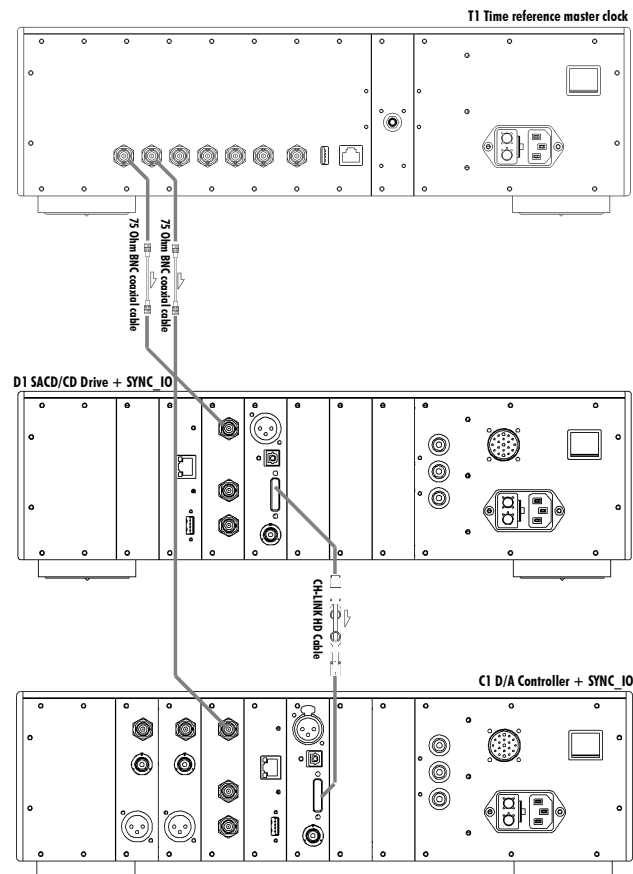 T1 Time reference master clock
75 Ohm BNC coaxial cable
75 Ohm BNC coaxial cable
D1 SACD/CD Drive + SYNC_IO
CH-LINK HD Cable
C1 D/A Controller + SYNC_IO